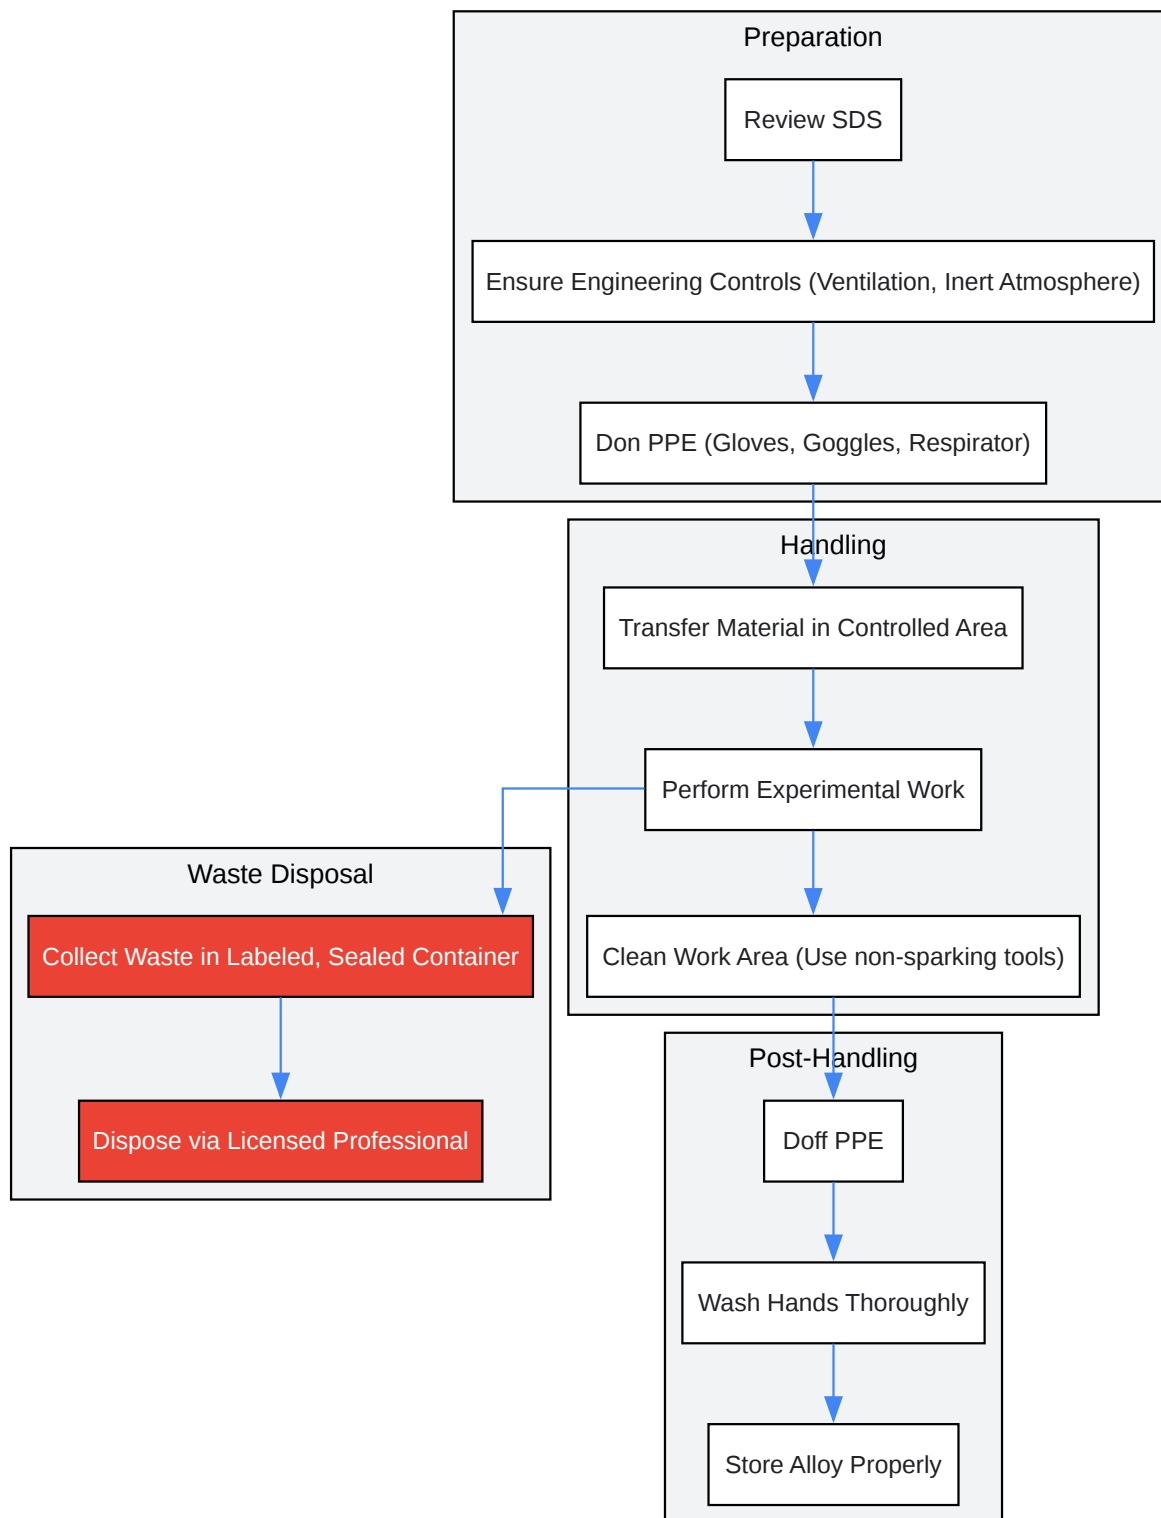 Preparation
Review SDS
Ensure Engineering Controls (Ventilation, Inert Atmosphere)
Don PPE (Gloves, Goggles, Respirator)
Handling
Transfer Material in Controlled Area
Perform Experimental Work
Clean Work Area (Use non-sparking tools)
Waste Disposal
Collect Waste in Labeled, Sealed Container
Dispose via Licensed Professional
Post-Handling
Doff PPE
Wash Hands Thoroughly
Store Alloy Properly